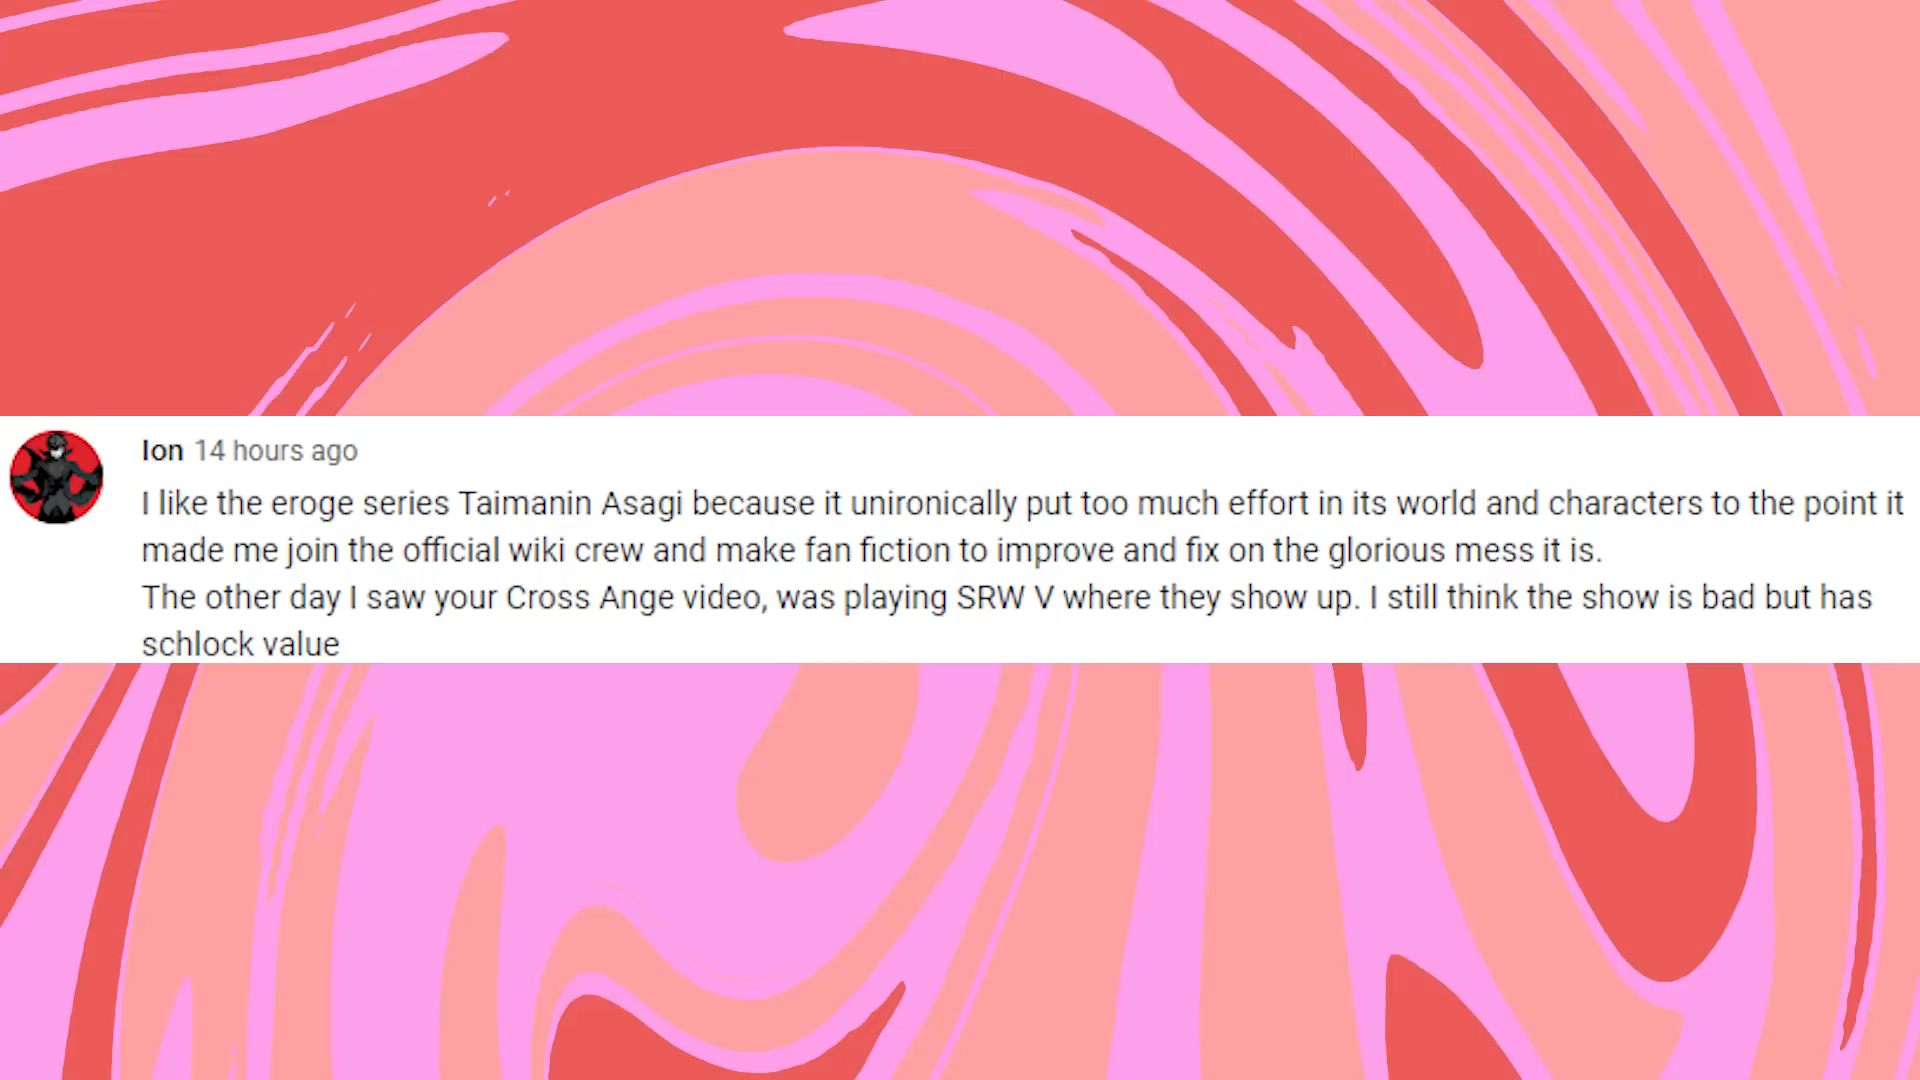 Ion 14 hours ago
I like the eroge series Taimanin Asagi because it unironically put too much effort in its world and characters to the point it
made me join the official wiki crew and make fan fiction to improve and fix on the glorious mess it is.
The other day I saw your Cross Ange video, was playing SRW V where they show up. I still think the show is bad but has
schlock value